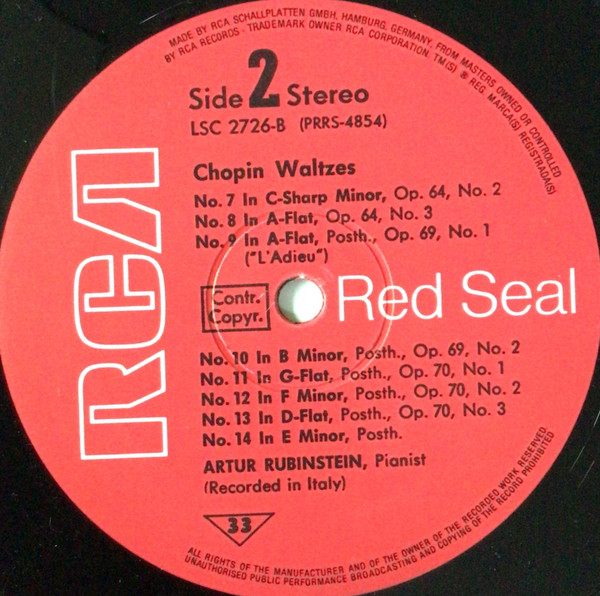 MADE BY RCA SCHALLPLATTEN GMBH, HAMBURG, GERMANY, FROM MASTERS OWNED OR CONTROLLED
BY RCA RECORDS - TRADEMARK OWNER RCA CORPORATION. TM(S) ® REG. MARCA(S) REGISTRADA(S)
Side 2 Stereo
LSC 2726-B (PRRS-4854)
RCA
Chopin Waltzes
No. 7 In C-Sharp Minor, Op. 64, No. 2
No. 8 In A-Flat, Op. 64, No. 3
No. 9 In A-Flat, Posth., Op. 69, No. 1
("L'Adieu")
Contr.
Copyr.
Red Seal
No. 10 In B Minor, Posth., Op. 69, No. 2
No. 11 In G-Flat, Posth., Op. 70, No. 1
No. 12 In F Minor, Posth., Op. 70, No. 2
No. 13 In D-Flat, Posth., Op. 70, No. 3
No. 14 In E Minor, Posth.
ARTUR RUBINSTEIN, Pianist
(Recorded in Italy)
33
ALL RIGHTS OF THE MANUFACTURER AND OF THE OWNER OF THE RECORDED WORK RESERVED
UNAUTHORISED PUBLIC PERFORMANCE BROADCASTING AND COPYING OF THE RECORD PROHIBITED